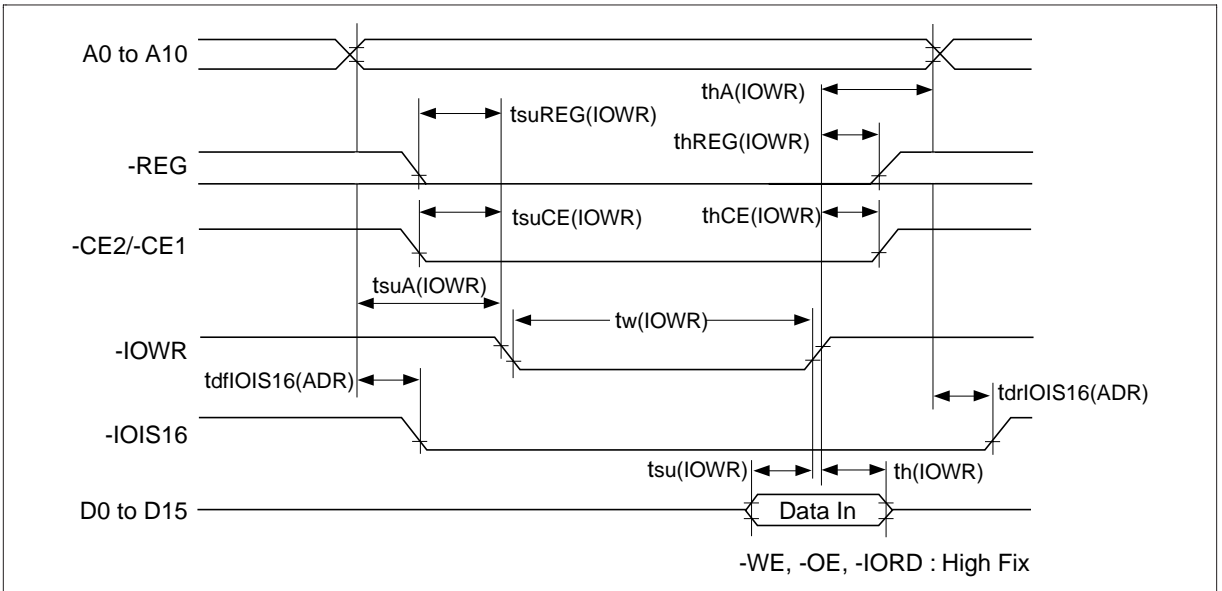 A0 to A10
thA(IOWR)
tsuREG(IOWR)
thREG(IOWR)
-REG
tsuCE(IOWR)
thCE(IOWR)
-CE2/-CE1
tsuA(IOWR)
tw(IOWR)
-IOWR
tdfIOIS16(ADR)
tdrIOIS16(ADR)
-IOIS16
tsu(IOWR)
th(IOWR)
D0 to D15
Data In
-WE, -OE, -IORD : High Fix